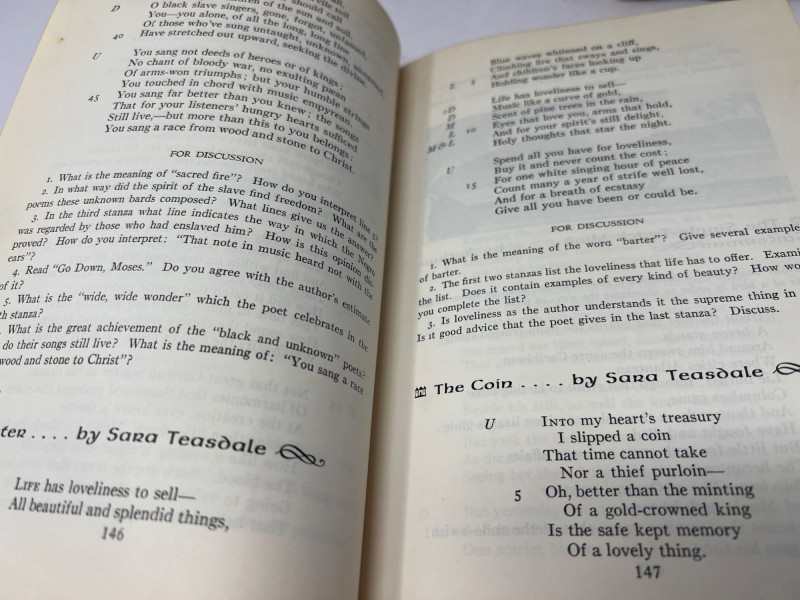 should call
D O black slave singers, gone, forgot, unfamed,
You—you alone, of all the long, long line
Of those who've sung untaught, unknown, unnamed,
40 Have stretched out upward, seeking the divine.
U You sang not deeds of heroes or of kings;
No chant of bloody war, no exulting pæan
Of arms-won triumphs; but your humble strings
You touched in chord with music empyrean
45 You sang far better than you knew; the songs
That for your listeners' hungry hearts sufficed
Still live,—but more than this to you belongs:
You sang a race from wood and stone to Christ.
FOR DISCUSSION
1. What is the meaning of "sacred fire"? How do you interpret line 5?
2. In what way did the spirit of the slave find freedom? What are the
poems these unknown bards composed? What lines give us the answer?
3. In the third stanza what line indicates the way in which the Negro
was regarded by those who had enslaved him? How is this opinion dis-
proved? How do you interpret: "That note in music heard not with the
ears"?
4. Read "Go Down, Moses." Do you agree with the author's estimate
of it?
5. What is the "wide, wide wonder" which the poet celebrates in the
th stanza?
What is the great achievement of the "black and unknown" poets?
do their songs still live? What is the meaning of: "You sang a race
wood and stone to Christ"?
ter .... by Sara Teasdale
LIFE has loveliness to sell—
All beautiful and splendid things,
146
Blue waves whitened on a cliff,
Climbing fire that sways and sings,
And children's faces looking up
L 5 Holding wonder like a cup.
Life has loveliness to sell—
D Music like a curve of gold,
D Scent of pine trees in the rain,
M Eyes that love you, arms that hold,
L 10 And for your spirit's still delight,
M & L Holy thoughts that star the night.
Spend all you have for loveliness,
U Buy it and never count the cost;
For one white singing hour of peace
15 Count many a year of strife well lost,
And for a breath of ecstasy
Give all you have been or could be.
FOR DISCUSSION
1. What is the meaning of the word "barter"? Give several example
of barter.
2. The first two stanzas list the loveliness that life has to offer. Exami
the list. Does it contain examples of every kind of beauty? How wo
you complete the list?
3. Is loveliness as the author understands it the supreme thing in
Is it good advice that the poet gives in the last stanza? Discuss.
The Coin .... by Sara Teasdale
U INTO my heart's treasury
I slipped a coin
That time cannot take
Nor a thief purloin—
5 Oh, better than the minting
Of a gold-crowned king
Is the safe kept memory
Of a lovely thing.
147